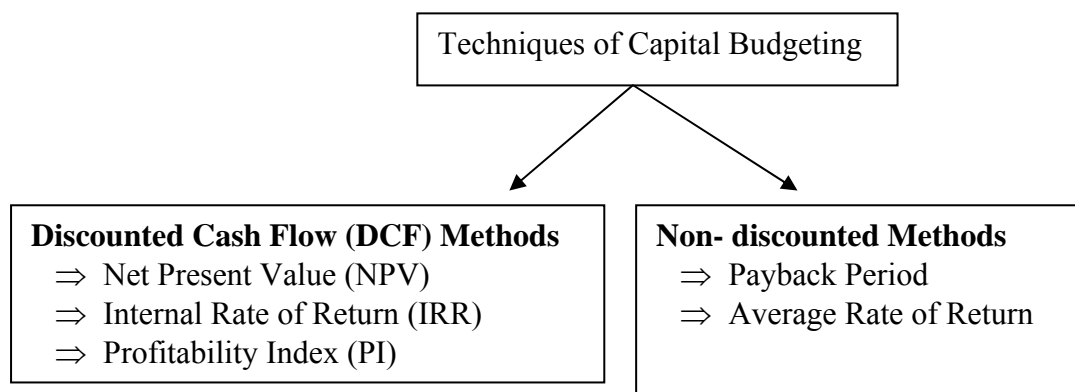 Techniques of Capital Budgeting
Discounted Cash Flow (DCF) Methods
⇒ Net Present Value (NPV)
⇒ Internal Rate of Return (IRR)
⇒ Profitability Index (PI)
Non- discounted Methods
⇒ Payback Period
⇒ Average Rate of Return